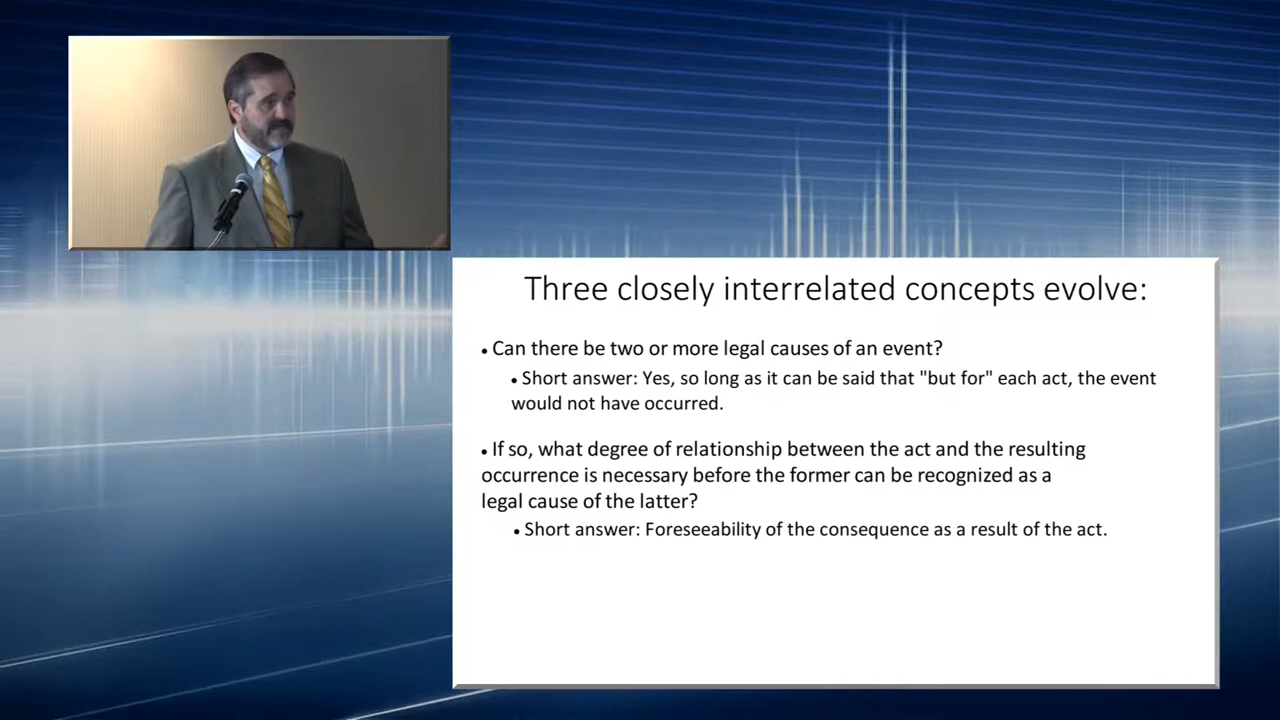 Three closely interrelated concepts evolve:
• Can there be two or more legal causes of an event?
• Short answer: Yes, so long as it can be said that "but for" each act, the event
would not have occurred.
• If so, what degree of relationship between the act and the resulting
occurrence is necessary before the former can be recognized as a
legal cause of the latter?
• Short answer: Foreseeability of the consequence as a result of the act.